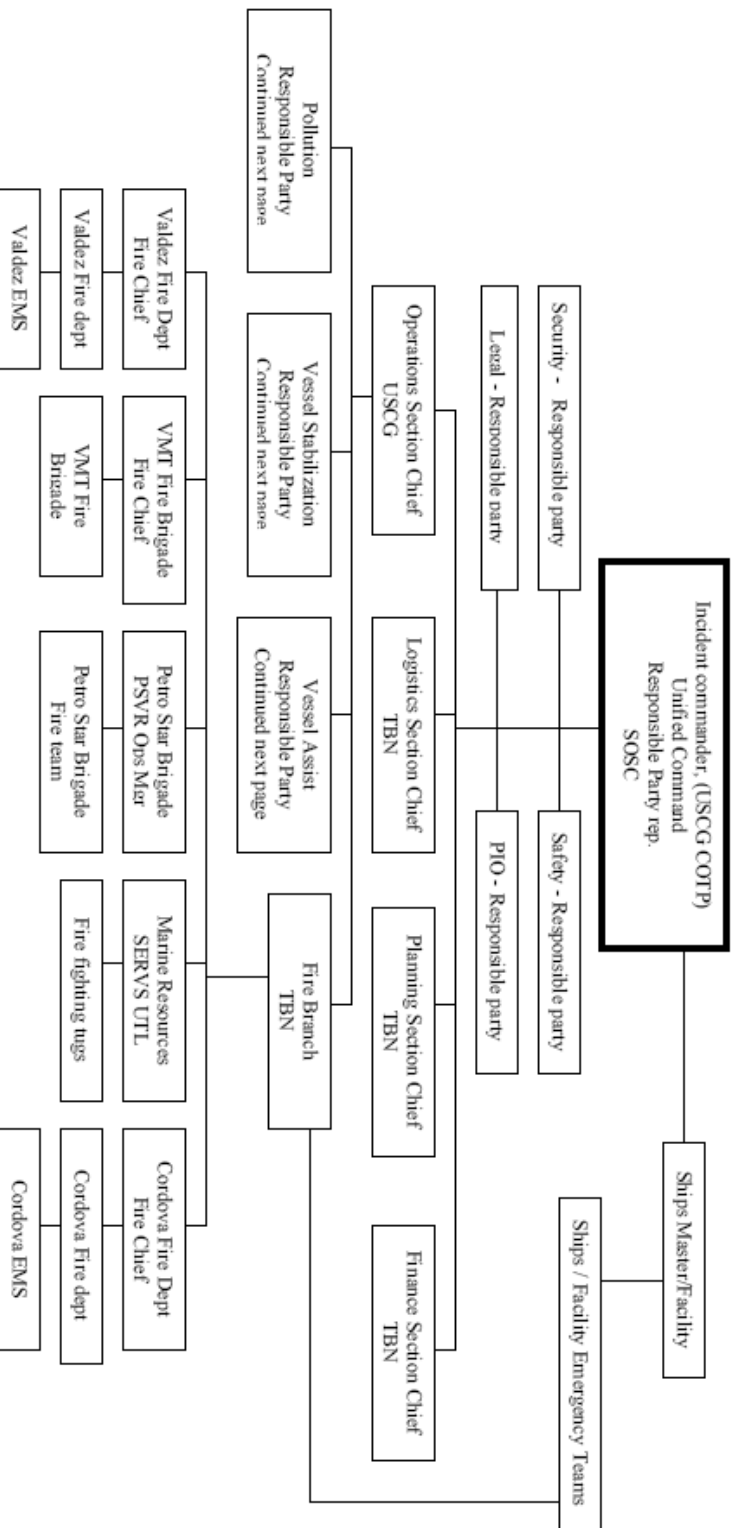 Incident commander, (USCG COTP)
Unified Command
Responsible Party rep.
SOSC
Ships Master/Facility
Ships / Facility Emergency Teams
Security - Responsible party
Safety - Responsible party
Legal - Responsible party
PIO - Responsible party
Operations Section Chief
USCG
Logistics Section Chief
TBN
Planning Section Chief
TBN
Finance Section Chief
TBN
Pollution
Responsible Party
Continued next page
Vessel Stabilization
Responsible Party
Continued next page
Vessel Assist
Responsible Party
Continued next page
Fire Branch
TBN
Valdez Fire Dept
Fire Chief
VMT Fire Brigade
Fire Chief
Petro Star Brigade
PSVR Ops Mgr
Marine Resources
SERVS UTL
Cordova Fire Dept
Fire Chief
Valdez Fire dept
VMT Fire
Brigade
Petro Star Brigade
Fire team
Fire fighting tugs
Cordova Fire dept
Valdez EMS
Cordova EMS